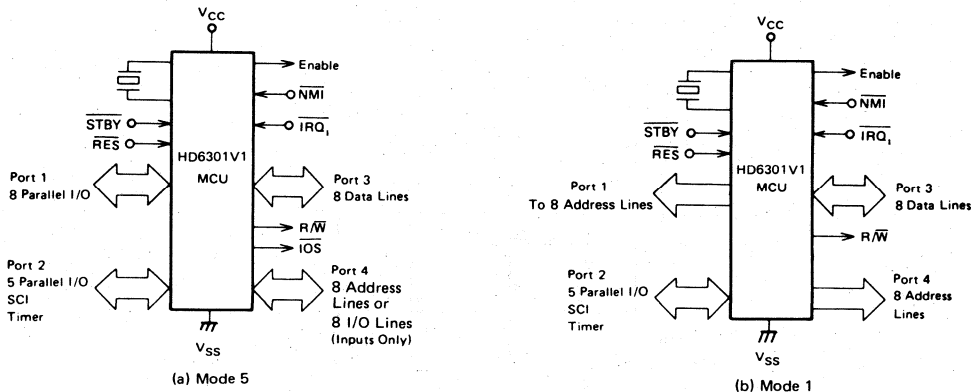 VCC
Enable
NMI
STBY
IRQ1
RES
HD6301V1
MCU
Port 1
8 Parallel I/O
Port 3
8 Data Lines
R/W
IOS
Port 2
5 Parallel I/O
SCI
Timer
Port 4
8 Address
Lines or
8 I/O Lines
(Inputs Only)
VSS
(a) Mode 5
VCC
Enable
NMI
STBY
IRQ1
RES
HD6301V1
MCU
Port 1
To 8 Address Lines
Port 3
8 Data Lines
R/W
Port 2
5 Parallel I/O
SCI
Timer
Port 4
8 Address
Lines
VSS
(b) Mode 1